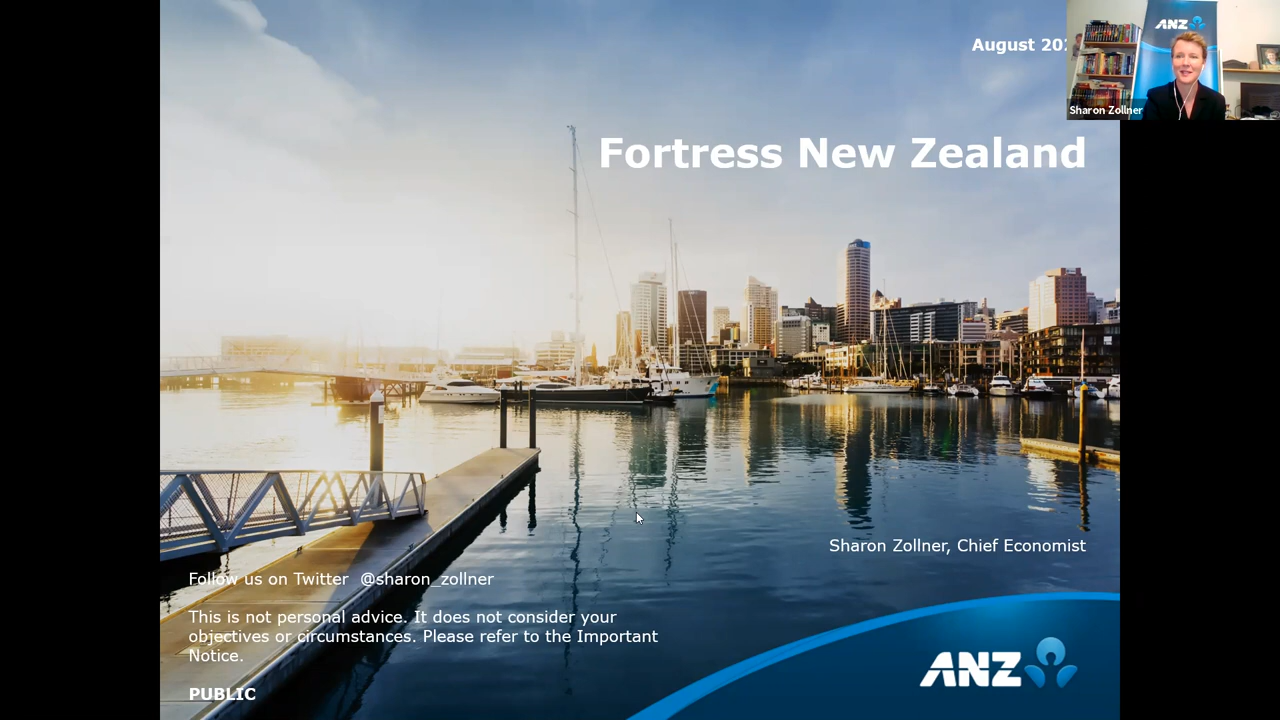 August 20
ANZ
Sharon Zollner
Fortress New Zealand
Sharon Zollner, Chief Economist
Follow us on Twitter @sharon_zollner
This is not personal advice. It does not consider your
objectives or circumstances. Please refer to the Important
Notice.
PUBLIC
ANZ